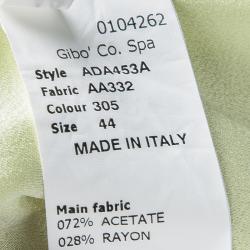 0104262
Gibo' Co. Spa
Style ADA453A
Fabric AA332
Colour 305
Size 44
MADE IN ITALY
Main fabric
072% ACETATE
028% RAYON